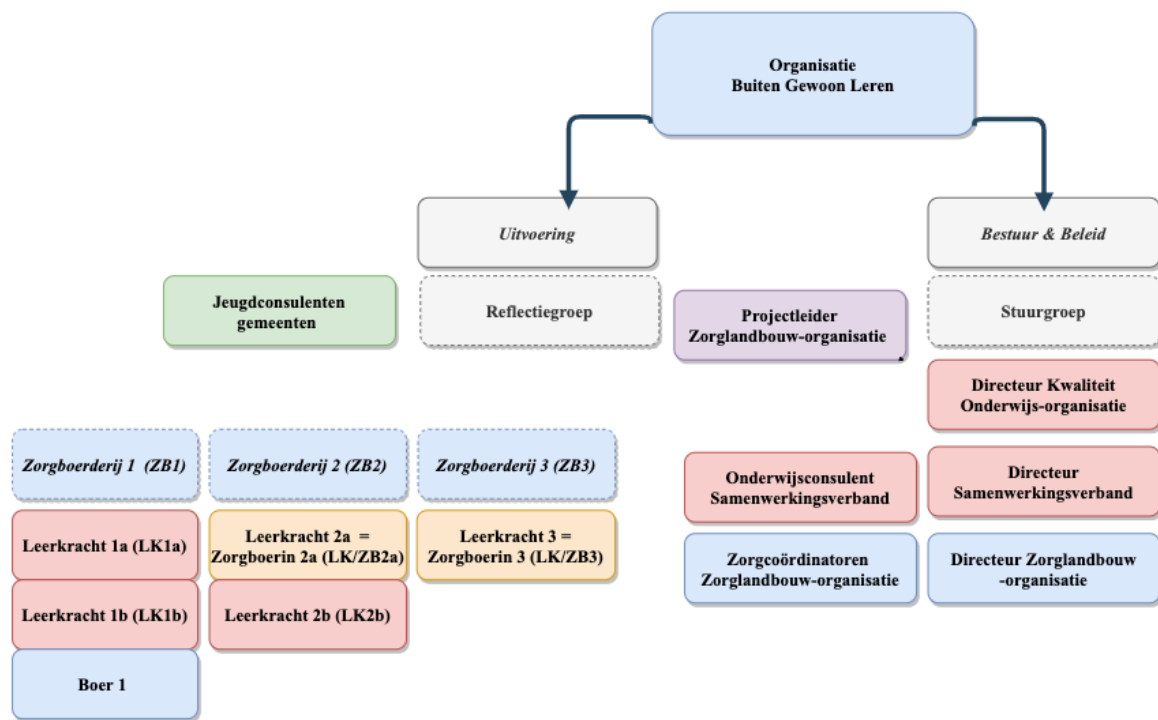 Organisatie
Buiten Gewoon Leren
Uitvoering
Bestuur & Beleid
Jeugdconsulenten
gemeenten
Reflectiegroep
Projectleider
Zorglandbouw-organisatie
Stuurgroep
Directeur Kwaliteit
Onderwijs-organisatie
Zorgboerderij 1 (ZB1)
Zorgboerderij 2 (ZB2)
Zorgboerderij 3 (ZB3)
Onderwijsconsulent
Samenwerkingsverband
Directeur
Samenwerkingsverband
Leerkracht 1a (LK1a)
Leerkracht 2a =
Zorgboerin 2a (LK/ZB2a)
Leerkracht 3 =
Zorgboerin 3 (LK/ZB3)
Zorgcoördinatoren
Zorglandbouw-organisatie
Directeur Zorglandbouw
-organisatie
Leerkracht 1b (LK1b)
Leerkracht 2b (LK2b)
Boer 1